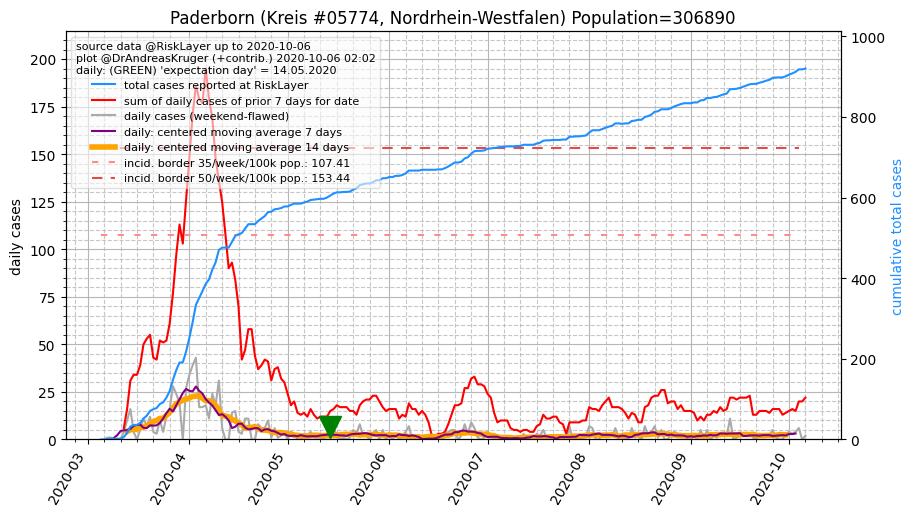 Paderborn (Kreis #05774, Nordrhein-Westfalen) Population=306890
source data @RiskLayer up to 2020-10-06
plot @DrAndreasKruger (+contrib.) 2020-10-06 02:02
daily: (GREEN) 'expectation day' = 14.05.2020
total cases reported at RiskLayer
sum of daily cases of prior 7 days for date
daily cases (weekend-flawed)
daily: centered moving average 7 days
daily: centered moving average 14 days
incid. border 35/week/100k pop.: 107.41
incid. border 50/week/100k pop.: 153.44
daily cases
200
175
150
125
100
75
50
25
0
1000
800
600
400
200
0
cumulative total cases
2020-03
2020-04
2020-05
2020-06
2020-07
2020-08
2020-09
2020-10